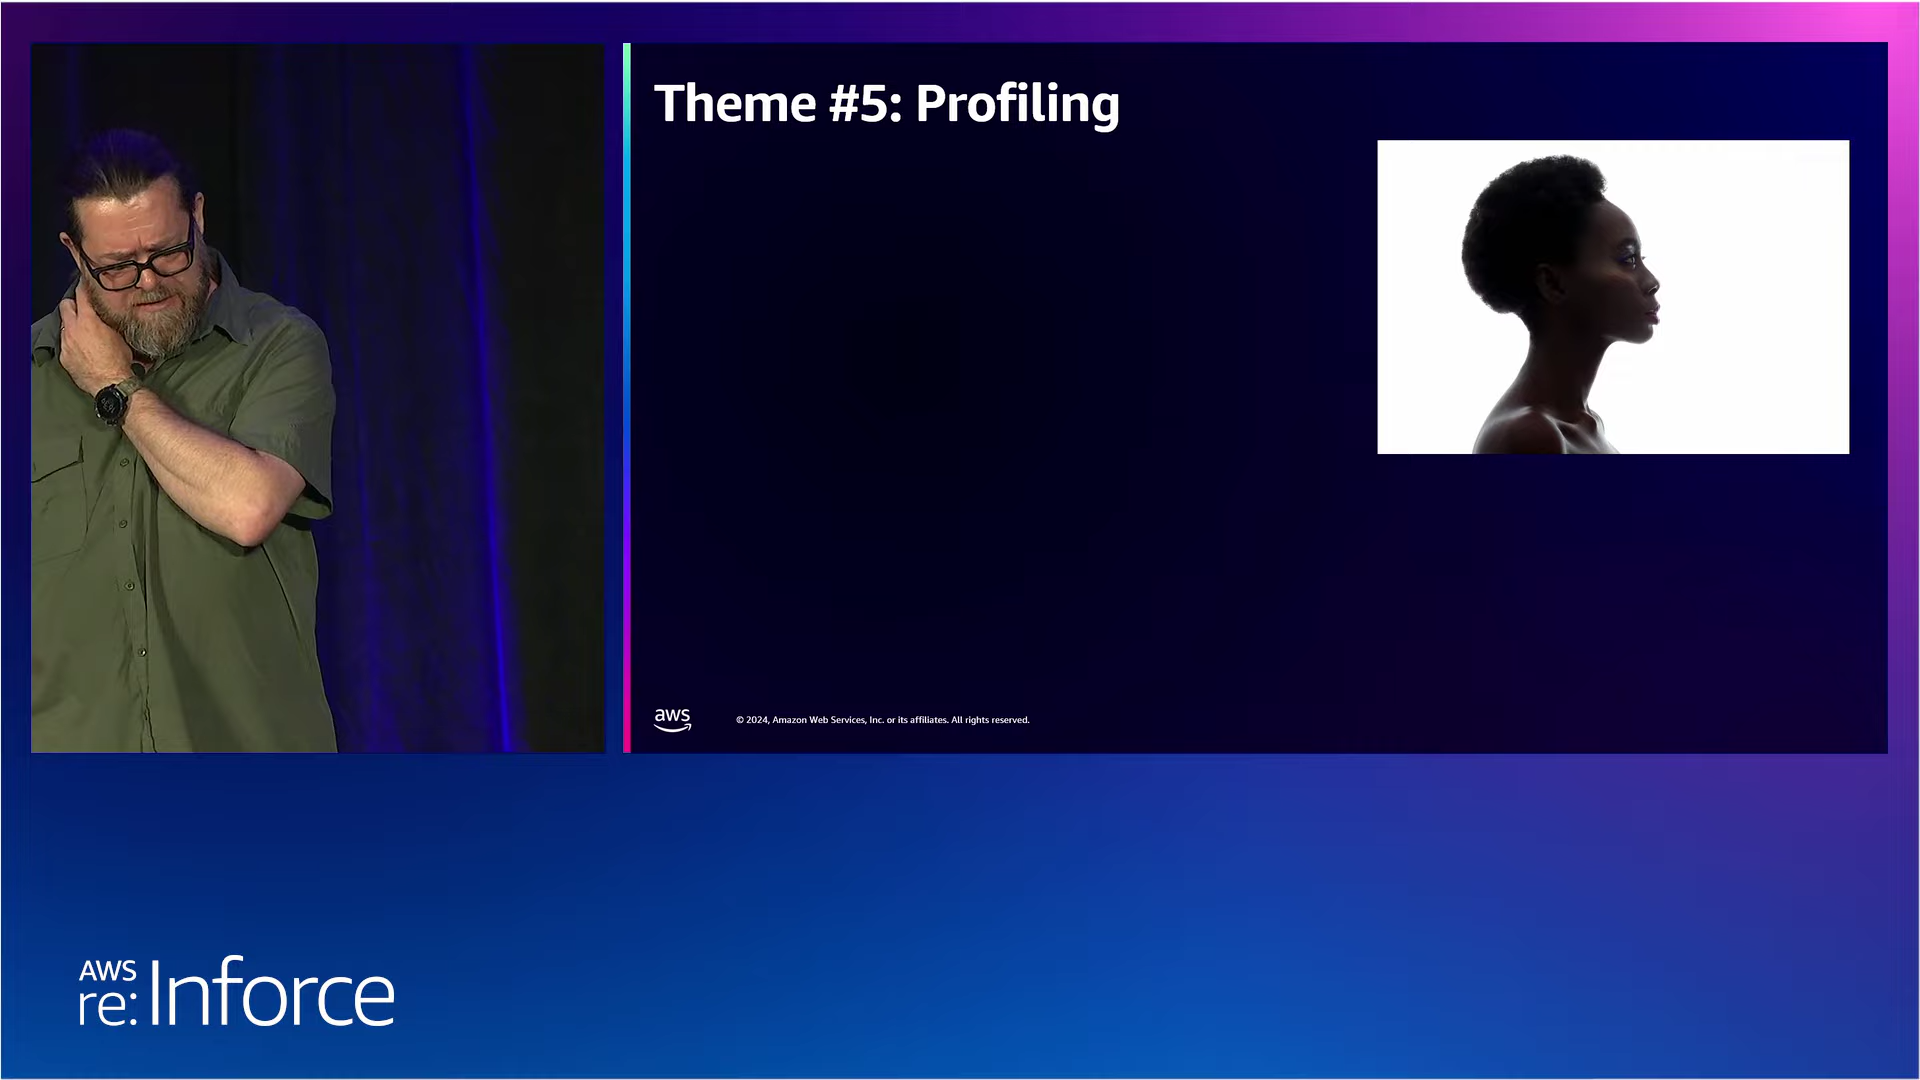 Theme #5: Profiling
aws
© 2024, Amazon Web Services, Inc. or its affiliates. All rights reserved.
AWS
re:Inforce